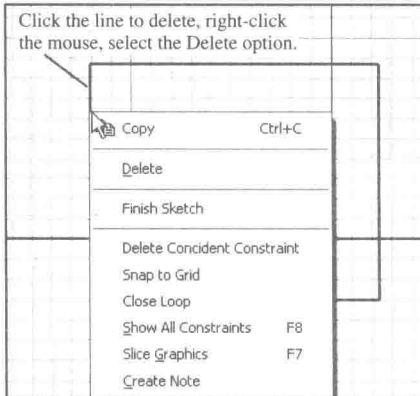 Click the line to delete, right-click
the mouse, select the Delete option.
Copy Ctrl+C
Delete
Finish Sketch
Delete Concident Constraint
Snap to Grid
Close Loop
Show All Constraints F8
Slice Graphics F7
Create Note